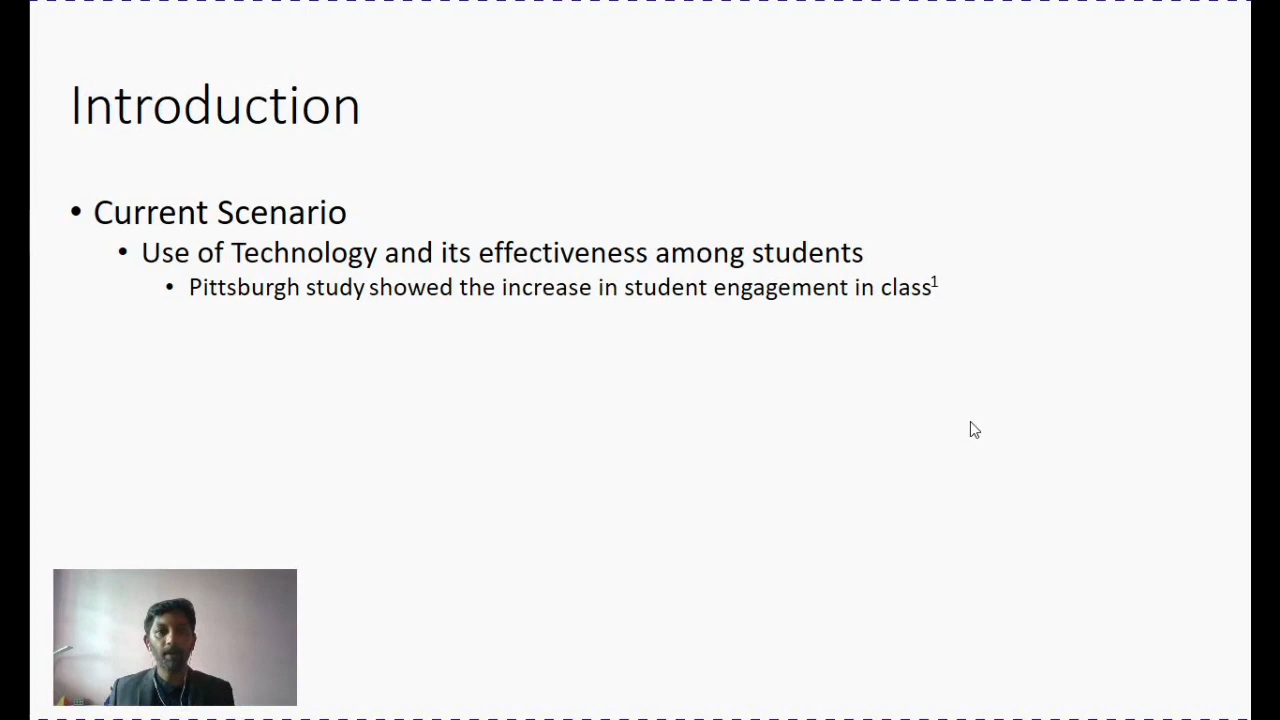 Introduction
• Current Scenario
• Use of Technology and its effectiveness among students
• Pittsburgh study showed the increase in student engagement in class¹